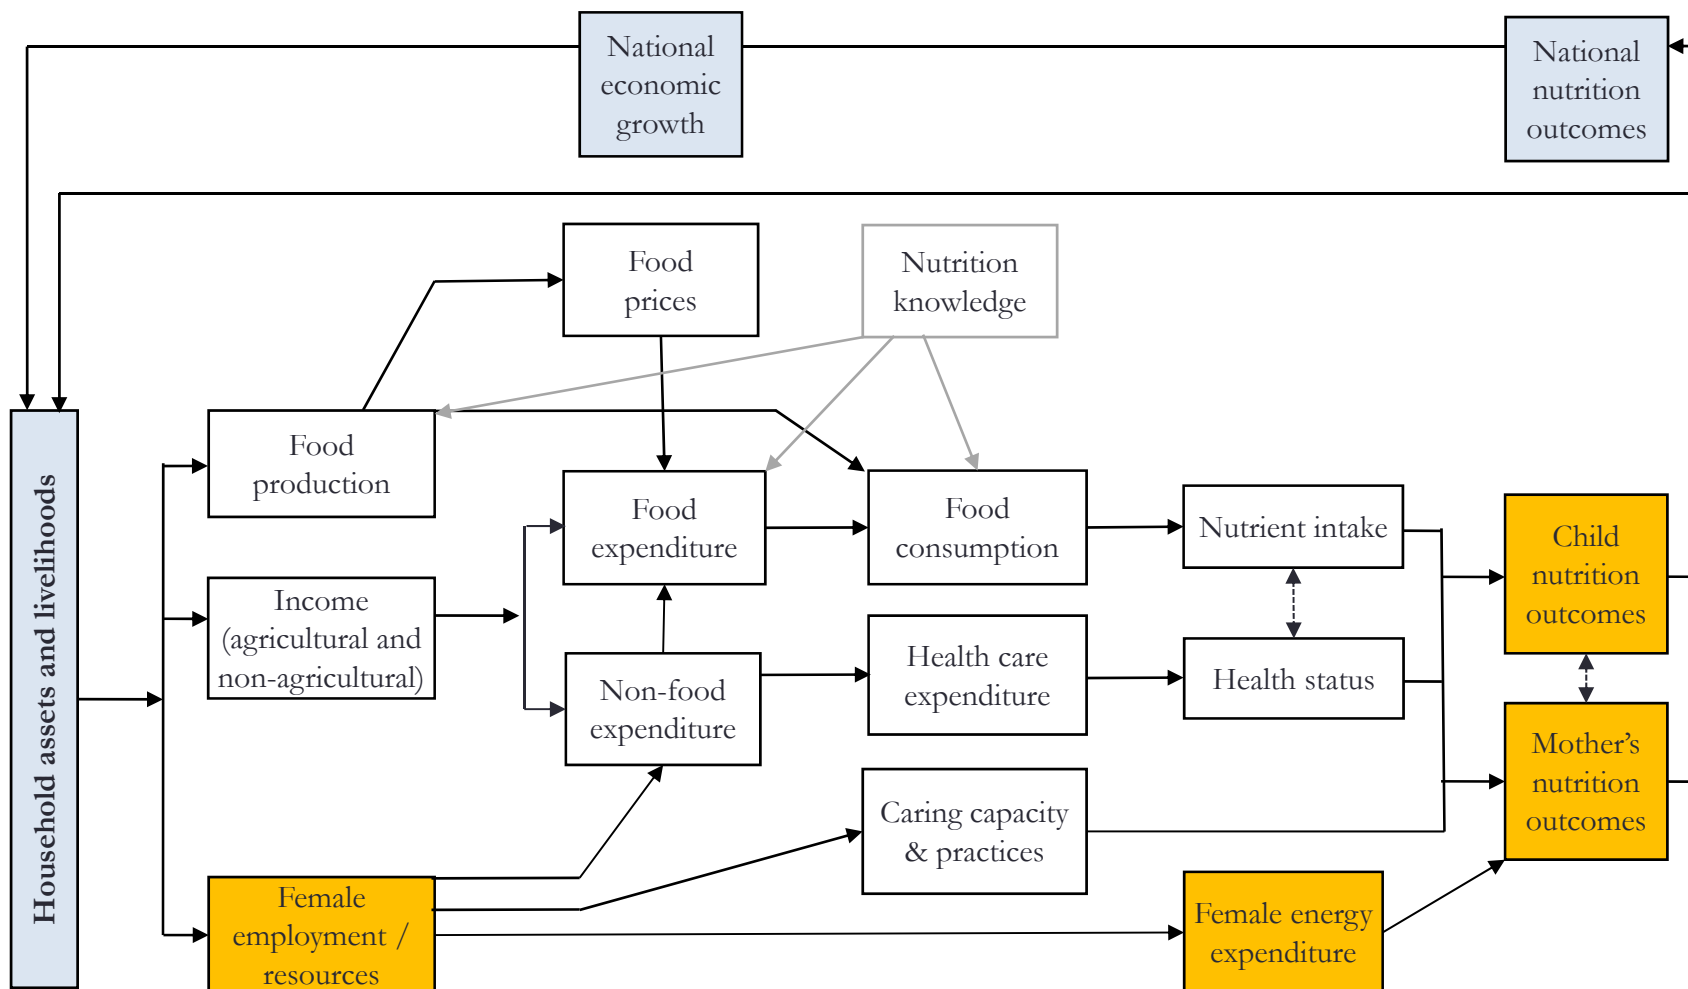 National
economic
growth
National
nutrition
outcomes
Food
prices
Nutrition
knowledge
Household assets and livelihoods
Food
production
Food
expenditure
Food
consumption
Nutrient intake
Child
nutrition
outcomes
Income
(agricultural and
non-agricultural)
Non-food
expenditure
Health care
expenditure
Health status
Mother’s
nutrition
outcomes
Caring capacity
& practices
Female
employment /
resources
Female energy
expenditure